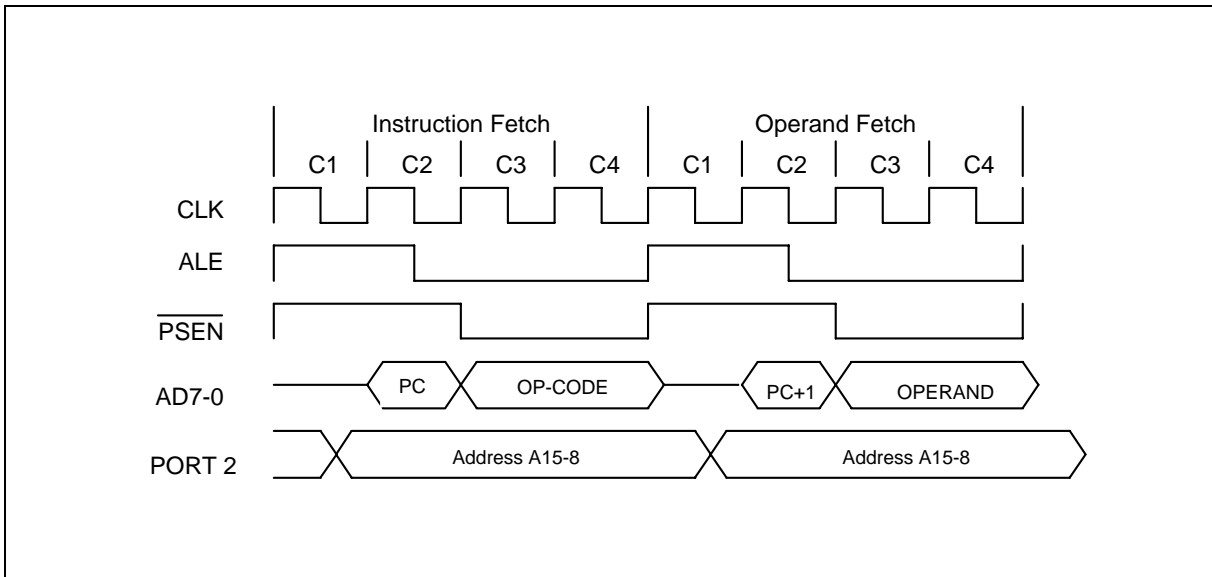 Instruction Fetch Operand Fetch
C1 C2 C3 C4 C1 C2 C3 C4
CLK
ALE
PSEN
AD7-0 PC OP-CODE PC+1 OPERAND
PORT 2 Address A15-8 Address A15-8